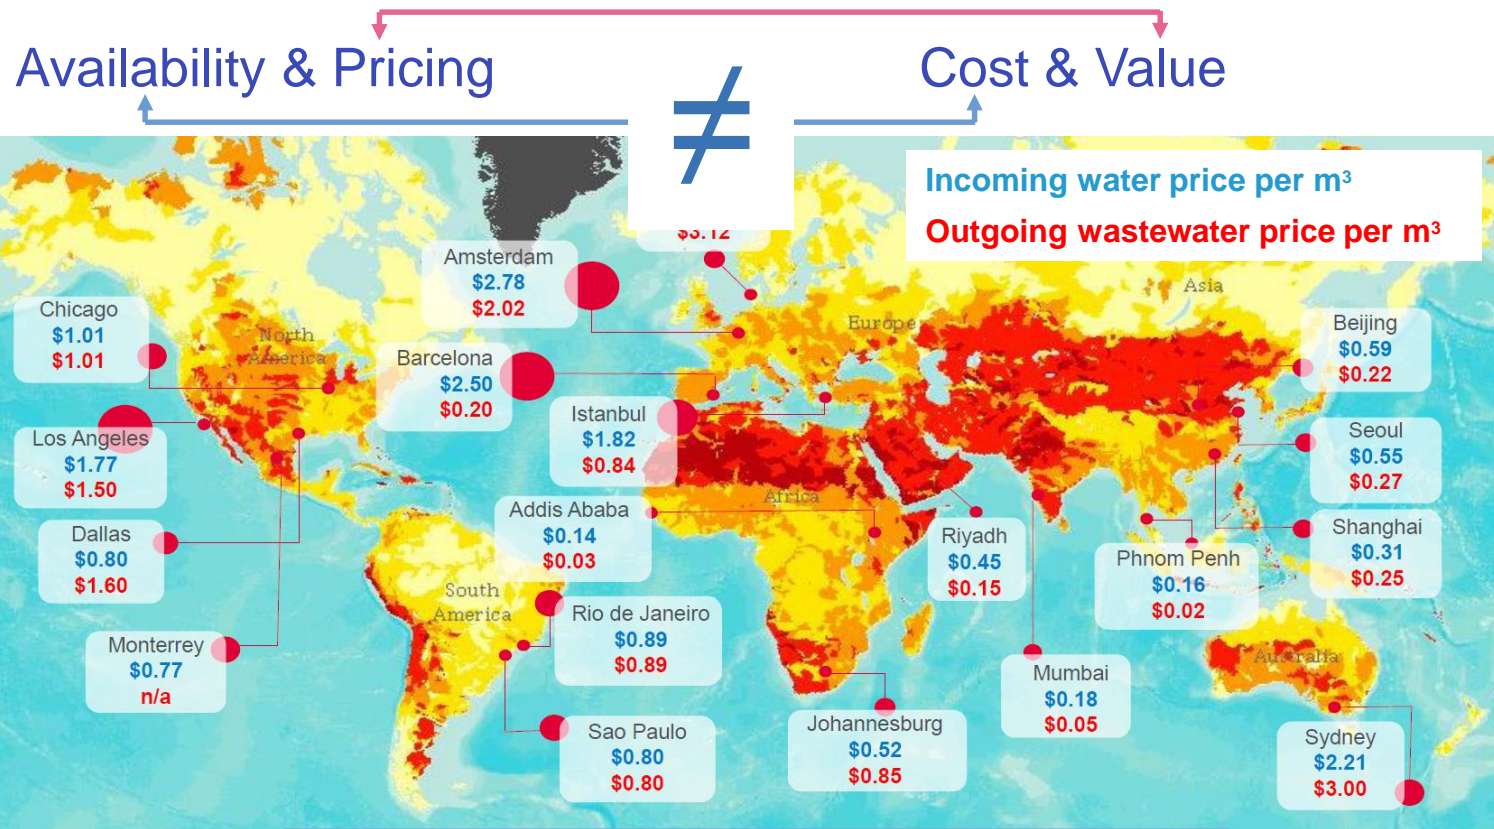 Availability & Pricing
≠
Cost & Value
Incoming water price per m³
Outgoing wastewater price per m³
$3.12
Amsterdam
$2.78
$2.02
Asia
Chicago
$1.01
$1.01
North
America
Europe
Beijing
$0.59
$0.22
Barcelona
$2.50
$0.20
Istanbul
$1.82
$0.84
Los Angeles
$1.77
$1.50
Seoul
$0.55
$0.27
Africa
Addis Ababa
$0.14
$0.03
Dallas
$0.80
$1.60
Riyadh
$0.45
$0.15
Phnom Penh
$0.16
$0.02
Shanghai
$0.31
$0.25
South
America
Rio de Janeiro
$0.89
$0.89
Monterrey
$0.77
n/a
Mumbai
$0.18
$0.05
Australia
Sao Paulo
$0.80
$0.80
Johannesburg
$0.52
$0.85
Sydney
$2.21
$3.00